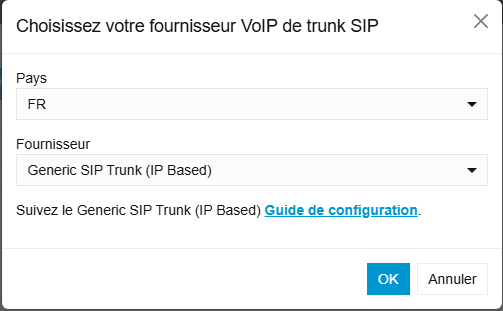 Choisissez votre fournisseur VoIP de trunk SIP
Pays
FR
Fournisseur
Generic SIP Trunk (IP Based)
Suivez le Generic SIP Trunk (IP Based) Guide de configuration.
OK
Annuler